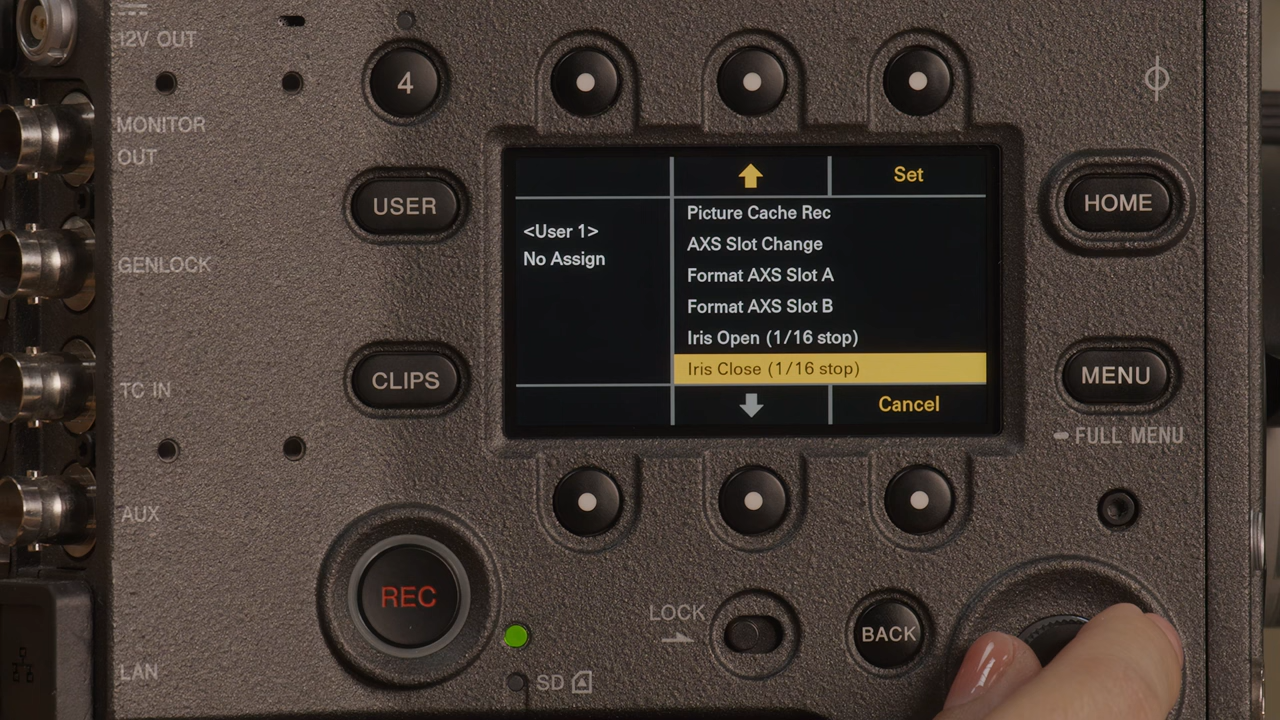 12V OUT
4
MONITOR
OUT
USER
GENLOCK
CLIPS
TC IN
AUX
REC
LAN
SD
Set
<User 1>
No Assign
Picture Cache Rec
AXS Slot Change
Format AXS Slot A
Format AXS Slot B
Iris Open (1/16 stop)
Iris Close (1/16 stop)
Cancel
HOME
MENU
FULL MENU
LOCK
BACK